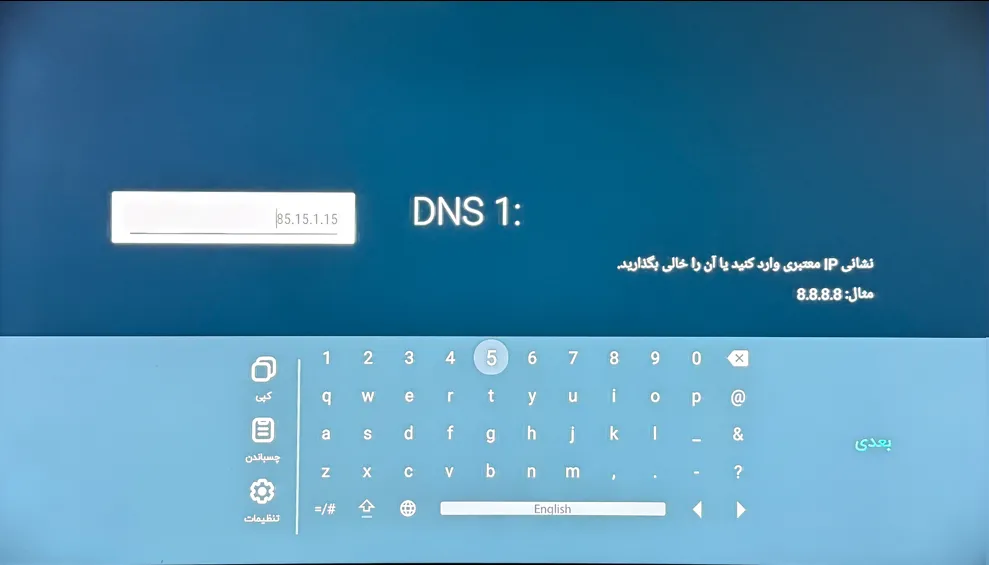 DNS 1:
85.15.1.15
نشانی IP معتبری وارد کنید یا آن را خالی بگذارید.
مثال: 8.8.8.8
1 2 3 4 5 6 7 8 9 0
q w e r t y u i o p @
کپی
a s d f g h j k l _ &
بعدی
چسباندن
z x c v b n m , . - ?
=/# English
تنظیمات